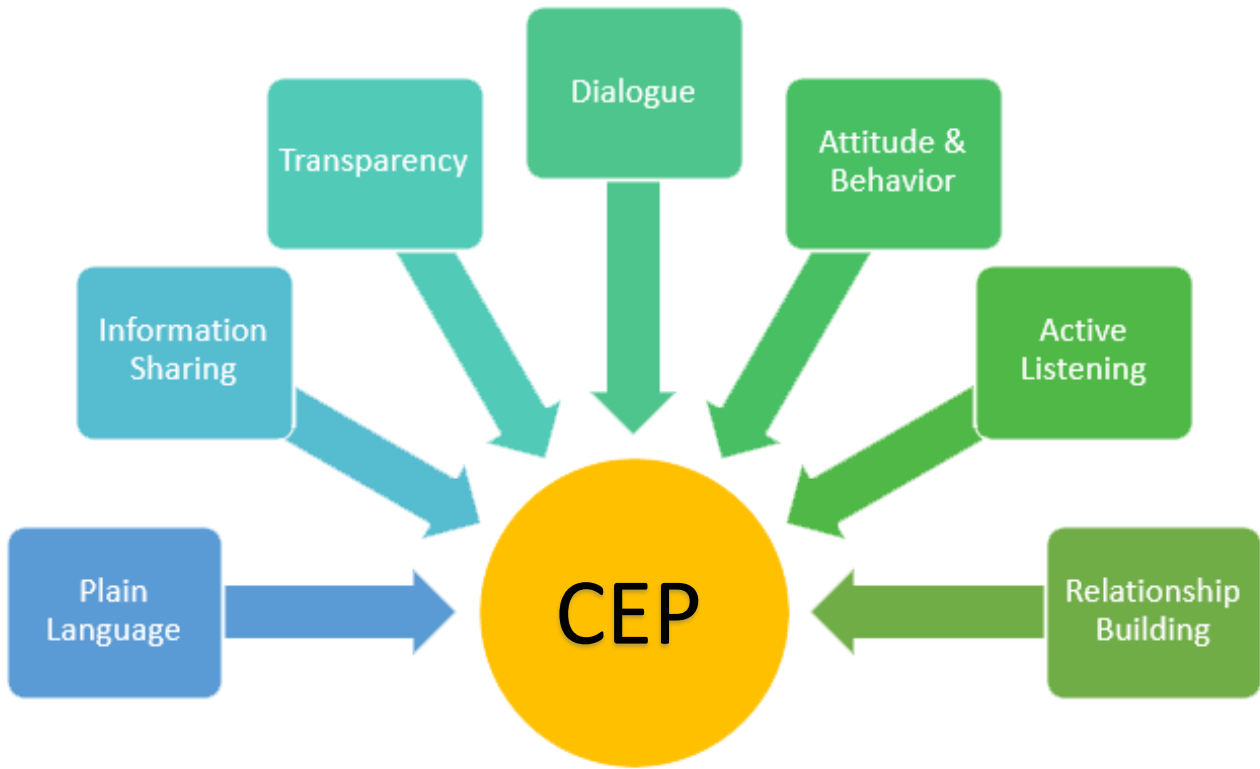 Dialogue
Transparency
Attitude &
Behavior
Information
Sharing
Active
Listening
Plain
Language
CEP
Relationship
Building